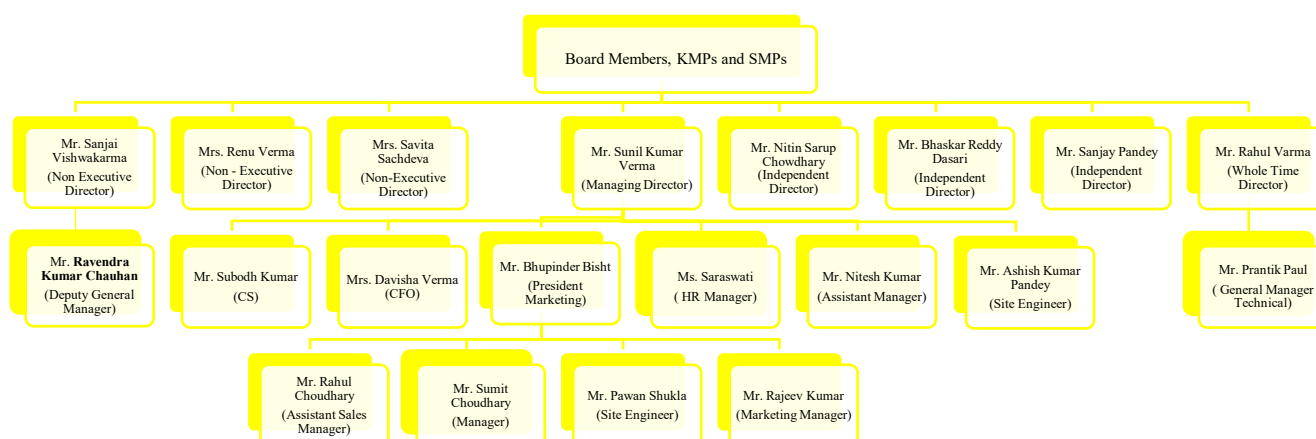 Board Members, KMPs and SMPs
Mr. Sanjai
Vishwakarma
(Non Executive
Director)
Mrs. Renu Verma
(Non - Executive
Director)
Mrs. Savita
Sachdeva
(Non-Executive
Director)
Mr. Sunil Kumar
Verma
(Managing Director)
Mr. Nitin Sarup
Chowdhary
(Independent
Director)
Mr. Bhaskar Reddy
Dasari
(Independent
Director)
Mr. Sanjay Pandey
(Independent
Director)
Mr. Rahul Varma
(Whole Time
Director)
Mr. Ravendra
Kumar Chauhan
(Deputy General
Manager)
Mr. Subodh Kumar
(CS)
Mrs. Davisha Verma
(CFO)
Mr. Bhupinder Bisht
(President
Marketing)
Ms. Saraswati
( HR Manager)
Mr. Nitesh Kumar
(Assistant Manager)
Mr. Ashish Kumar
Pandey
(Site Engineer)
Mr. Prantik Paul
( General Manager
Technical)
Mr. Rahul
Choudhary
(Assistant Sales
Manager)
Mr. Sumit
Choudhary
(Manager)
Mr. Pawan Shukla
(Site Engineer)
Mr. Rajeev Kumar
(Marketing Manager)